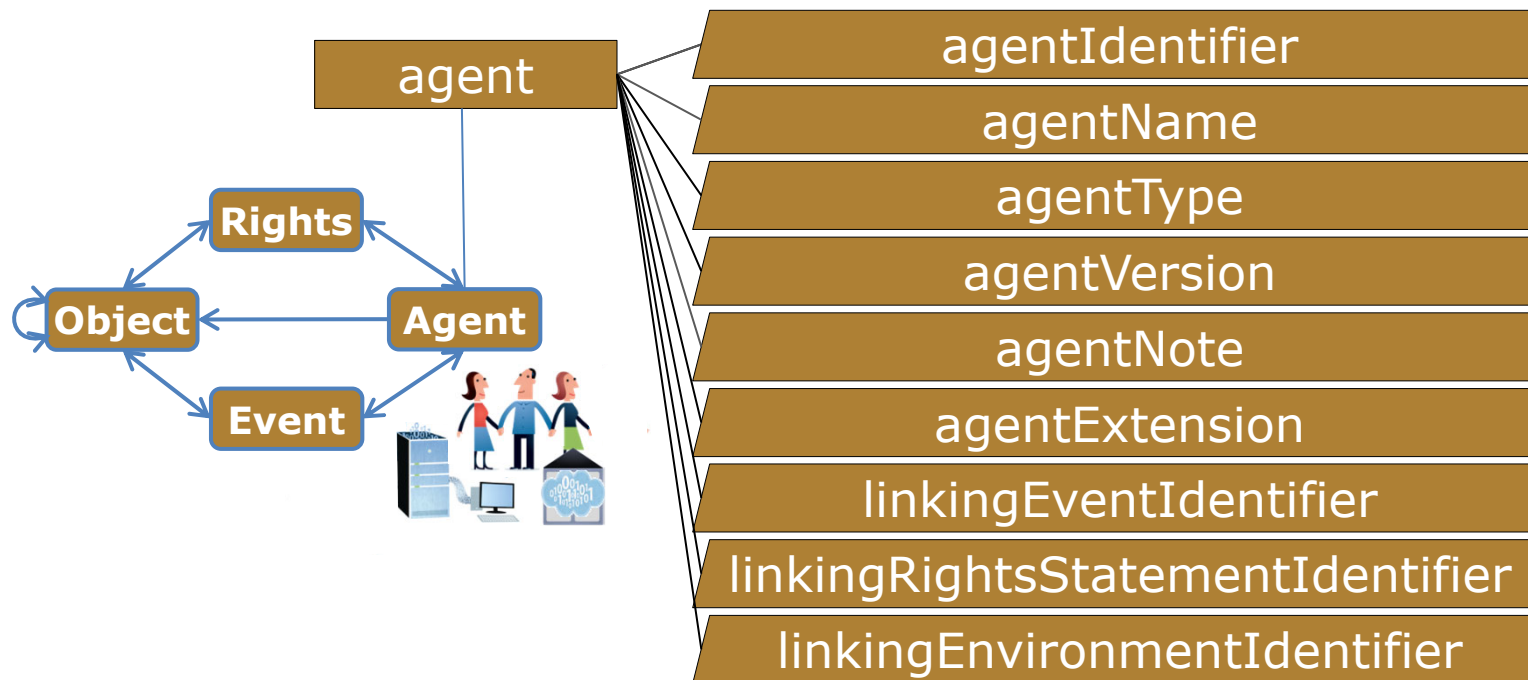 agent
Rights
Object
Agent
Event
agentIdentifier
agentName
agentType
agentVersion
agentNote
agentExtension
linkingEventIdentifier
linkingRightsStatementIdentifier
linkingEnvironmentIdentifier